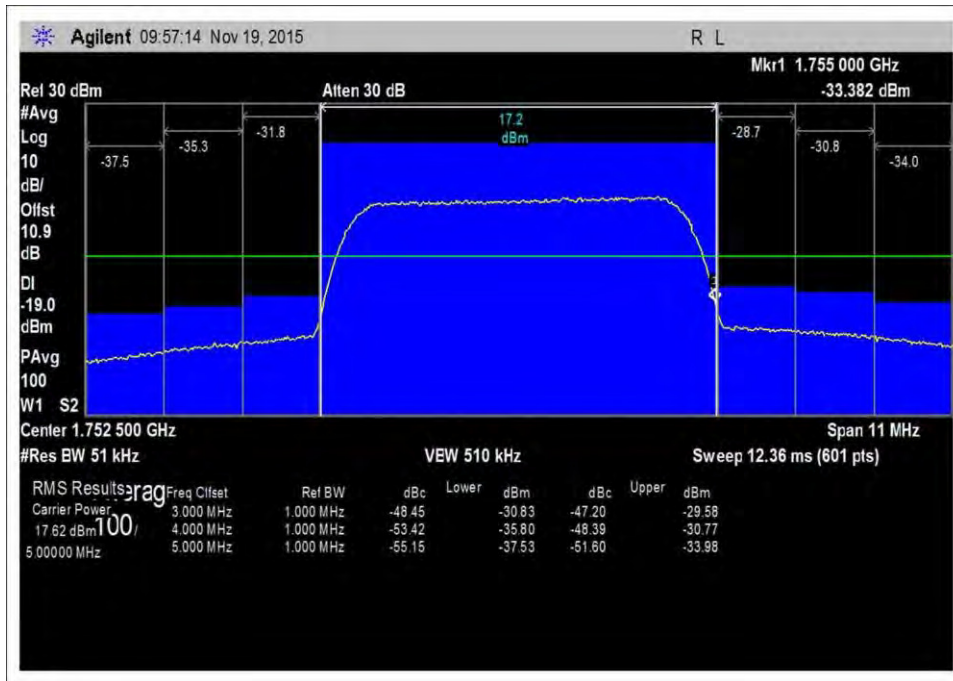 Agilent 09:57:14 Nov 19, 2015 R L
Mkr1 1.755 000 GHz
Rel 30 dBm Atten 30 dB -33.382 dBm
#Avg
Log
10
dB/
Offst
10.9
dB
DI
-19.0
dBm
PAvg
100
W1 S2
-37.5 -35.3 -31.8 17.2 dBm -28.7 -30.8 -34.0
Center 1.752 500 GHz Span 11 MHz
#Res BW 51 kHz VEW 510 kHz Sweep 12.36 ms (601 pts)
RMS Results Freq Clfset Ref BW dBc Lower dBm dBc Upper dBm
Carrier Power 3.000 MHz 1.000 MHz -48.45 -30.83 -47.20 -29.58
17.62 dBm 100/ 4.000 MHz 1.000 MHz -53.42 -35.80 -48.39 -30.77
5.00000 MHz 5.000 MHz 1.000 MHz -55.15 -37.53 -51.60 -33.98